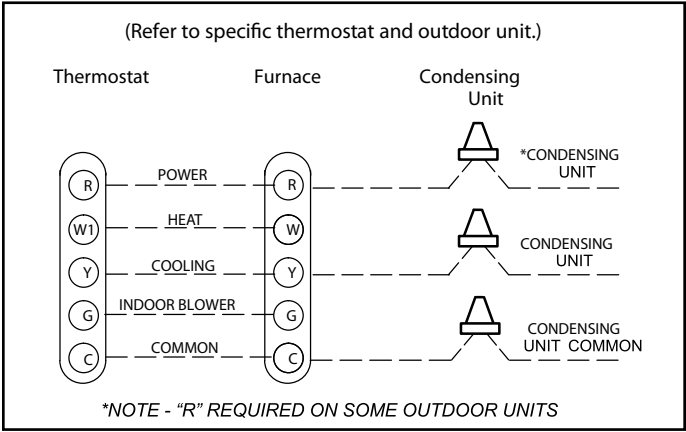 (Refer to specific thermostat and outdoor unit.)
Thermostat
Furnace
Condensing
Unit
R
POWER
R
*CONDENSING
UNIT
W1
HEAT
W
Y
COOLING
Y
CONDENSING
UNIT
G
INDOOR BLOWER
G
C
COMMON
C
CONDENSING
UNIT COMMON
*NOTE - “R” REQUIRED ON SOME OUTDOOR UNITS